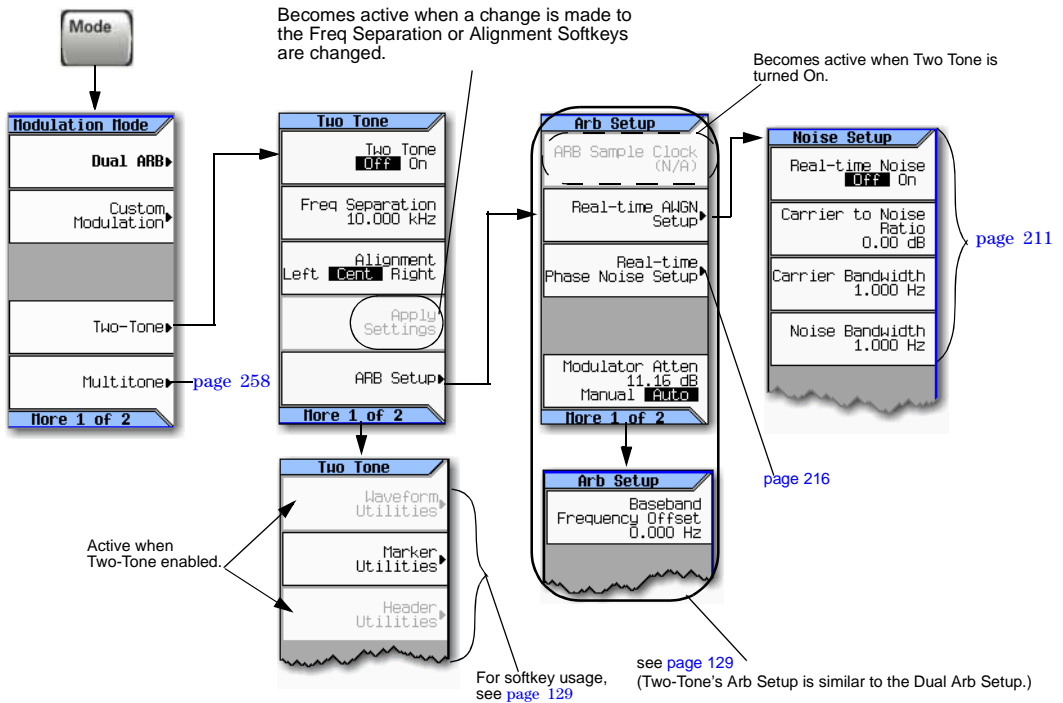 Mode
Becomes active when a change is made to
the Freq Separation or Alignment Softkeys
are changed.
Becomes active when Two Tone is
turned On.
Modulation Mode
Dual ARB
Custom
Modulation
Two-Tone
Multitone
page 258
More 1 of 2
Two Tone
Two Tone
Off On
Freq Separation
10.000 kHz
Alignment
Left Cent Right
Apply
Settings
ARB Setup
More 1 of 2
Arb Setup
ARB Sample Clock
(N/A)
Real-time AWGN
Setup
Real-time
Phase Noise Setup
Modulator Atten
11.16 dB
Manual Auto
More 1 of 2
Noise Setup
Real-time Noise
Off On
Carrier to Noise
Ratio
0.00 dB
Carrier Bandwidth
1.000 Hz
Noise Bandwidth
1.000 Hz
page 211
page 216
Two Tone
Waveform
Utilities
Marker
Utilities
Header
Utilities
Active when
Two-Tone enabled.
For softkey usage,
see page 129
Arb Setup
Baseband
Frequency Offset
0.000 Hz
see page 129
(Two-Tone's Arb Setup is similar to the Dual Arb Setup.)